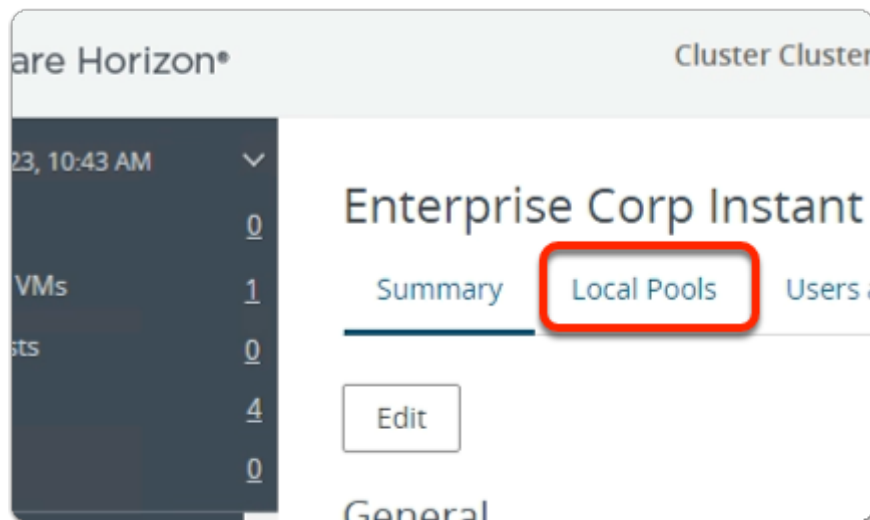 are Horizon®
Cluster Cluster
23, 10:43 AM
0
VMs 1
sts 0
4
0
Enterprise Corp Instant
Summary Local Pools Users
Edit
General